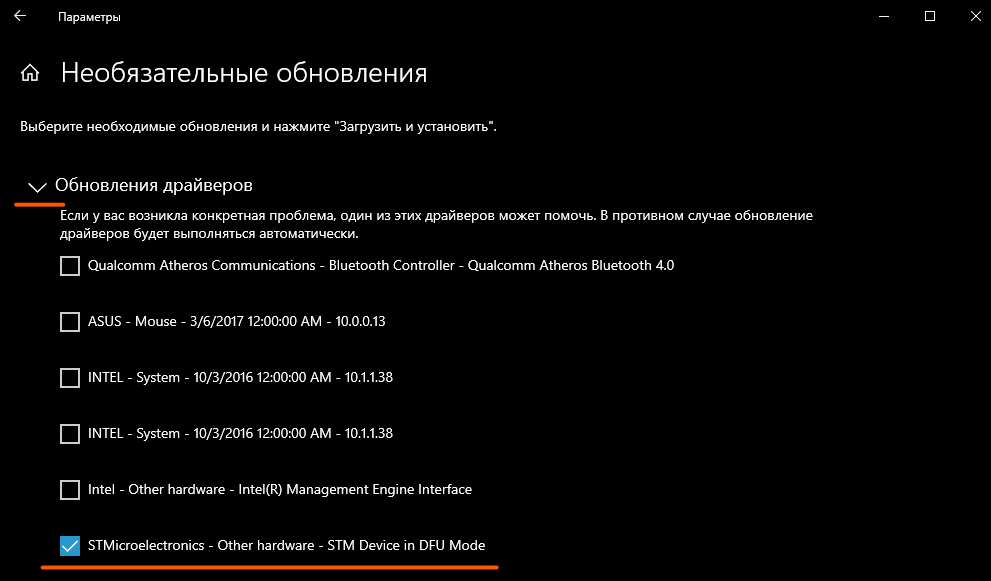 Параметры
Необязательные обновления
Выберите необходимые обновления и нажмите "Загрузить и установить".
Обновления драйверов
Если у вас возникла конкретная проблема, один из этих драйверов может помочь. В противном случае обновление
драйверов будет выполняться автоматически.
Qualcomm Atheros Communications - Bluetooth Controller - Qualcomm Atheros Bluetooth 4.0
ASUS - Mouse - 3/6/2017 12:00:00 AM - 10.0.0.13
INTEL - System - 10/3/2016 12:00:00 AM - 10.1.1.38
INTEL - System - 10/3/2016 12:00:00 AM - 10.1.1.38
Intel - Other hardware - Intel(R) Management Engine Interface
STMicroelectronics - Other hardware - STM Device in DFU Mode